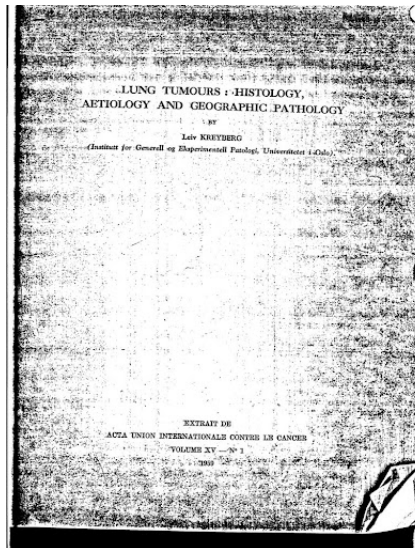 LUNG TUMOURS : HISTOLOGY,
AETIOLOGY AND GEOGRAPHIC PATHOLOGY
BY
Leiv KREYBERG
(Institutt for Generell og Eksperimentell Patologi, Universitetet i Oslo).
EXTRAIT DE
ACTA UNION INTERNATIONALE CONTRE LE CANCER
VOLUME XV — N° 1